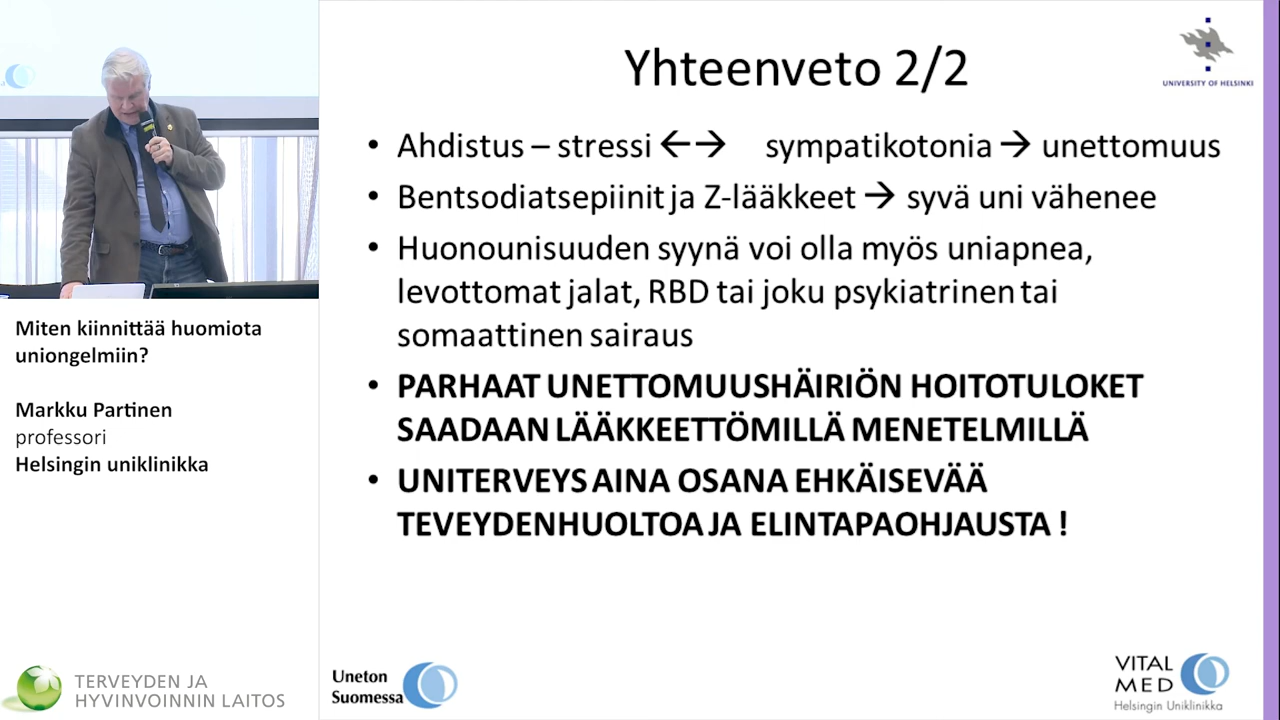 Yhteenveto 2/2
UNIVERSITY OF HELSINKI
• Ahdistus – stressi ←→ sympatikotonia → unettomuus
• Bentsodiatsepiinit ja Z-lääkkeet → syvä uni vähenee
• Huonounisuuden syynä voi olla myös uniapnea,
levottomat jalat, RBD tai joku psykiatrinen tai
somaattinen sairaus
• PARHAAT UNETTOMUUSHÄIRIÖN HOITOTULOKET
SAADAAN LÄÄKKEETTÖMILLÄ MENETELMILLÄ
• UNITERVEYS AINA OSANA EHKÄISEVÄÄ
TEVEYDENHUOLTOA JA ELINTAPAOHJAUSTA !
Miten kiinnittää huomiota
uniongelmiin?
Markku Partinen
professori
Helsingin uniklinikka
TERVEYDEN JA
HYVINVOINNIN LAITOS
Uneton
Suomessa
VITAL
MED
Helsingin Uniklinikka